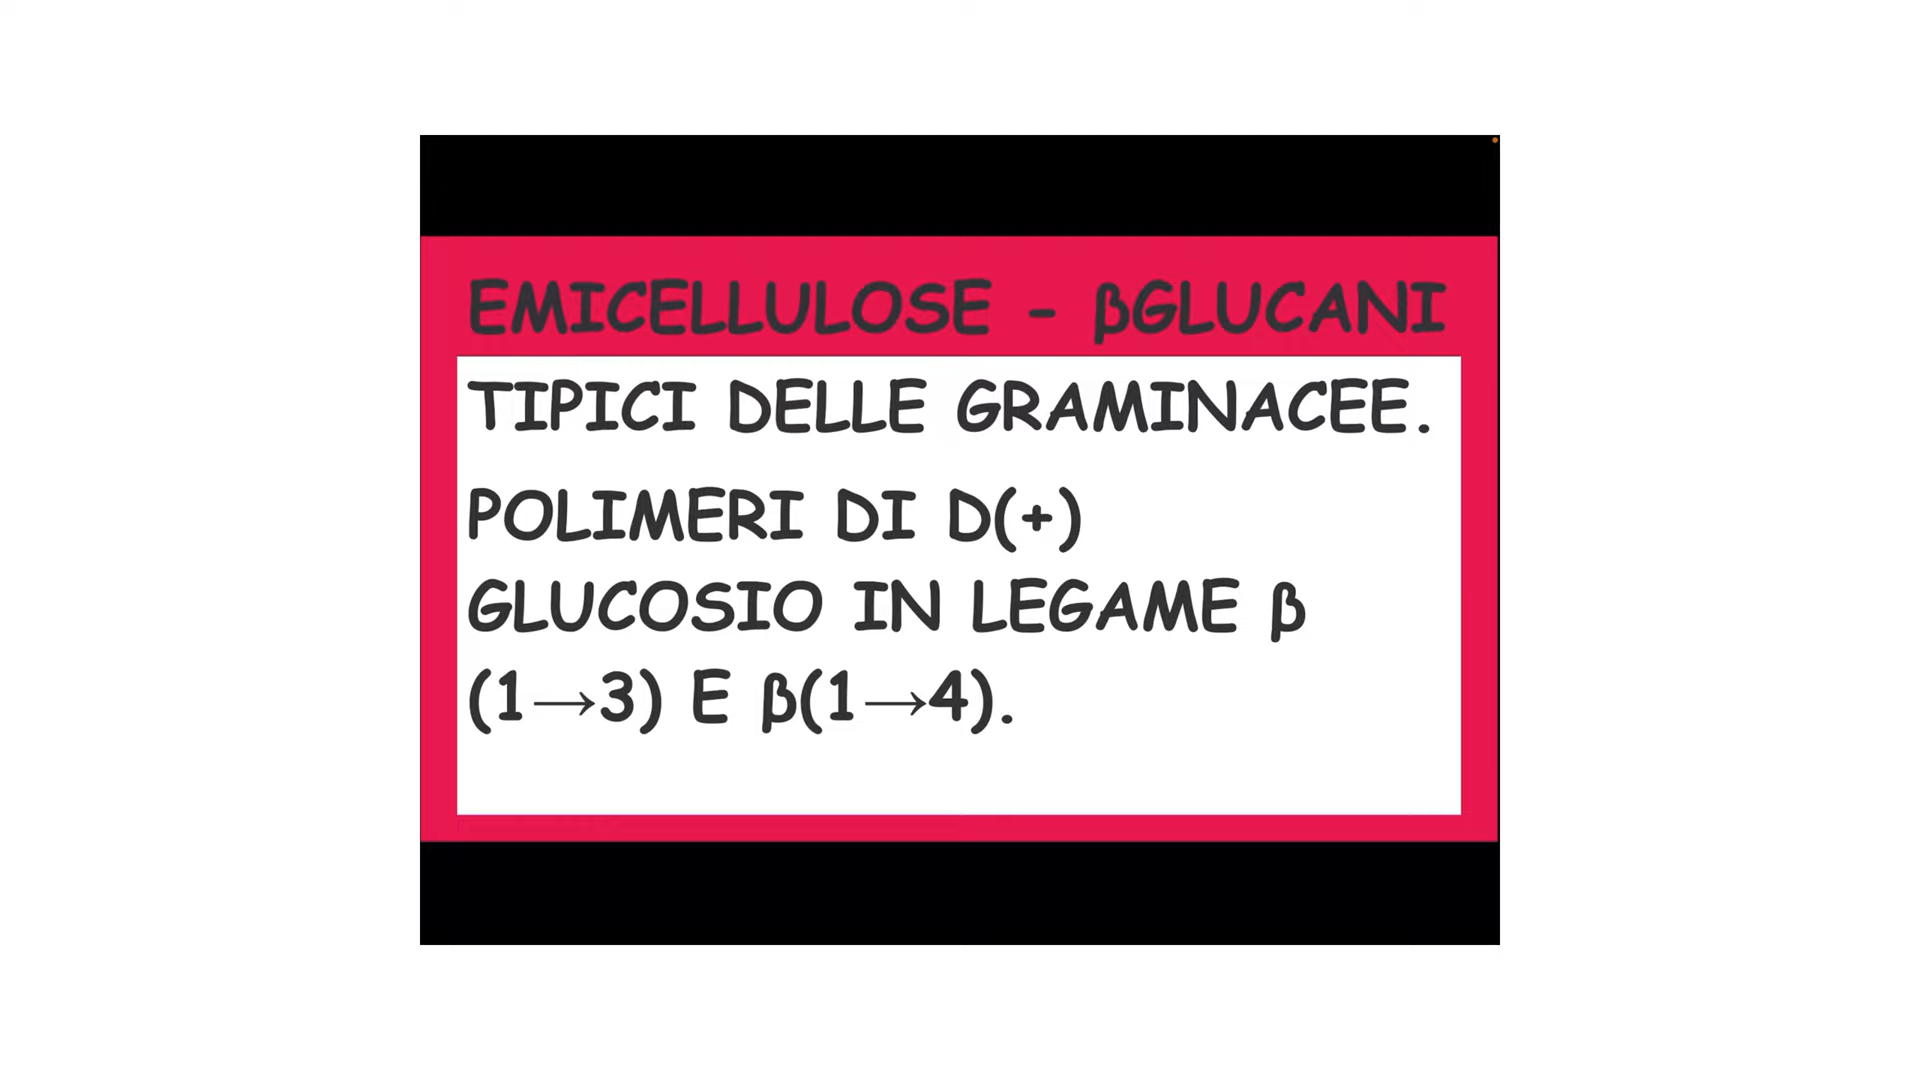 EMICELLULOSE - βGLUCANI
TIPICI DELLE GRAMINACEE.
POLIMERI DI D(+)
GLUCOSIO IN LEGAME β
(1→3) E β(1→4).